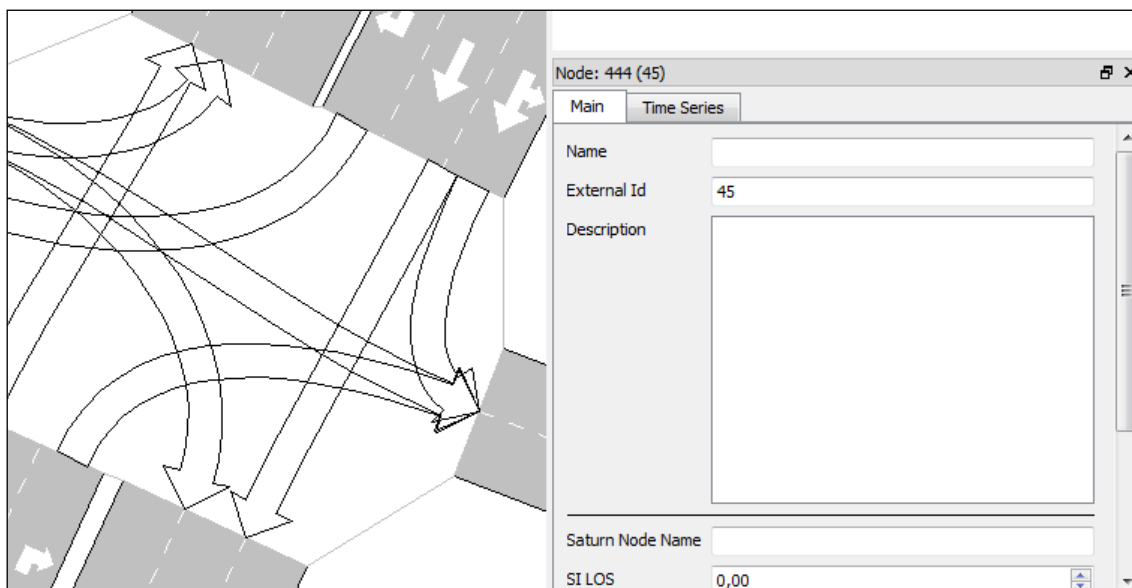 Node: 444 (45)
Main Time Series
Name
External Id 45
Description
Saturn Node Name
SI LOS 0,00